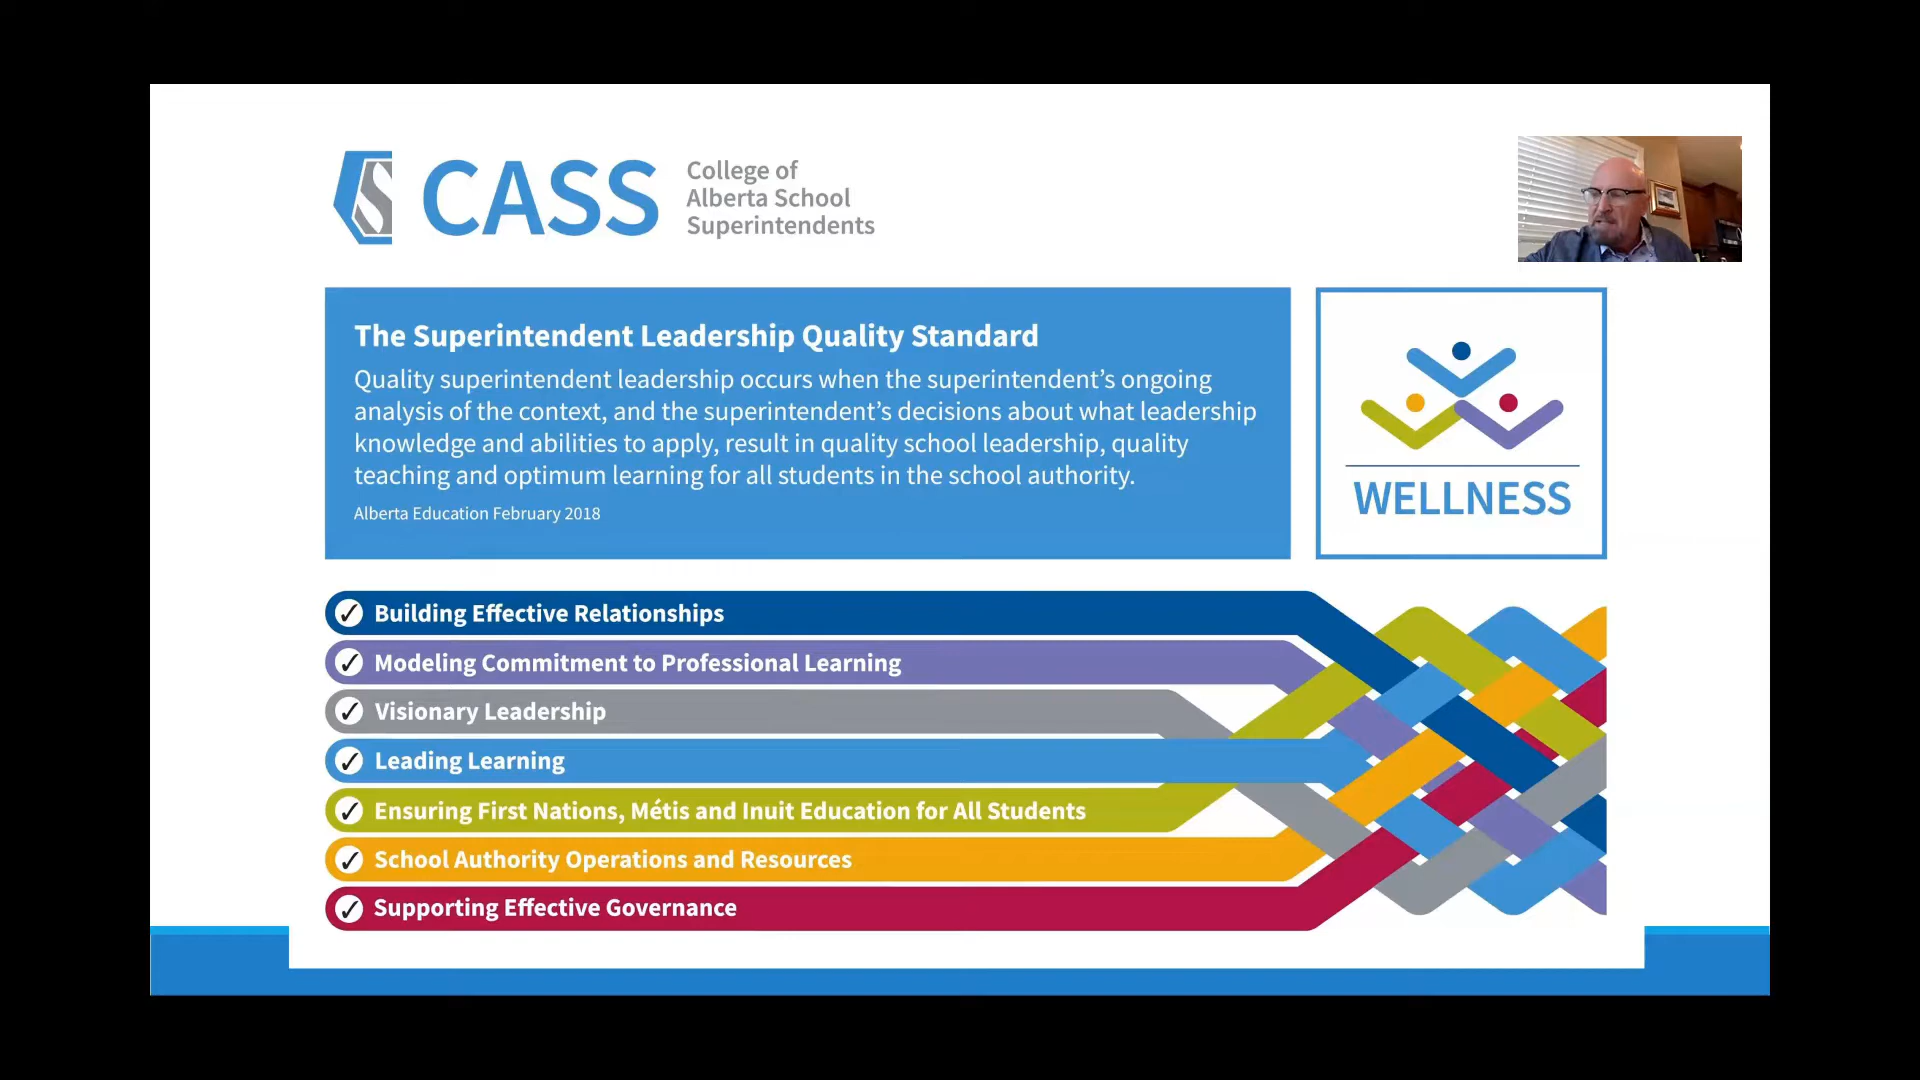 CASS
College of
Alberta School
Superintendents
The Superintendent Leadership Quality Standard
Quality superintendent leadership occurs when the superintendent’s ongoing
analysis of the context, and the superintendent’s decisions about what leadership
knowledge and abilities to apply, result in quality school leadership, quality
teaching and optimum learning for all students in the school authority.
Alberta Education February 2018
WELLNESS
✓ Building Effective Relationships
✓ Modeling Commitment to Professional Learning
✓ Visionary Leadership
✓ Leading Learning
✓ Ensuring First Nations, Métis and Inuit Education for All Students
✓ School Authority Operations and Resources
✓ Supporting Effective Governance